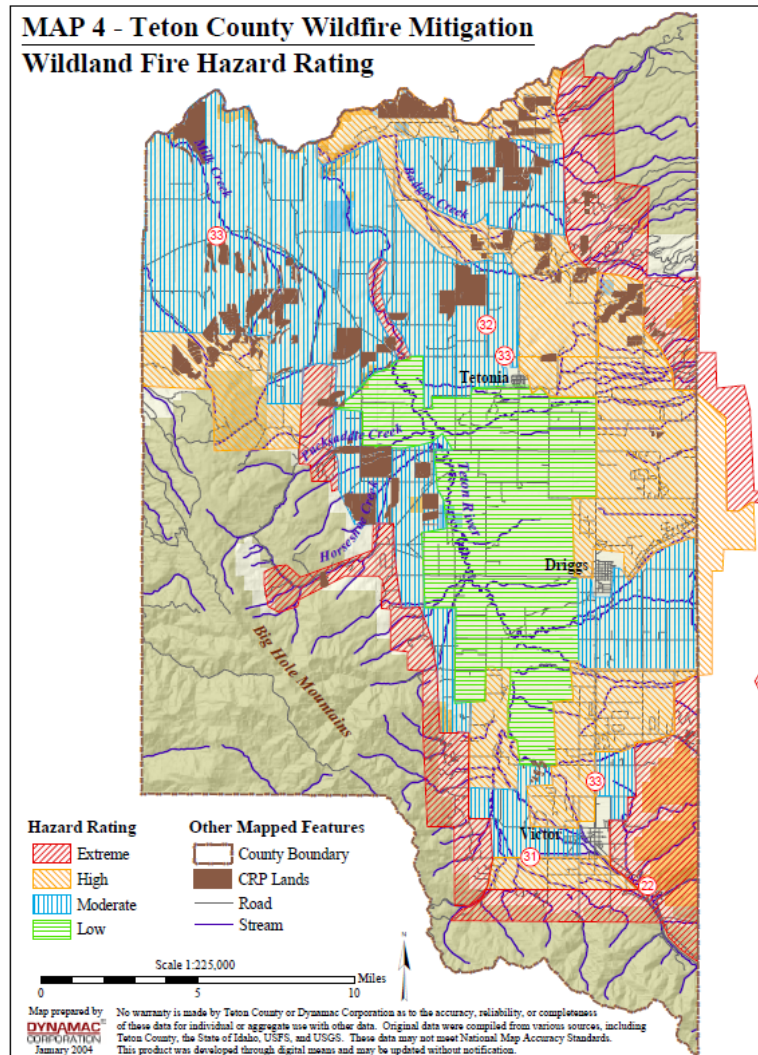 MAP 4 - Teton County Wildfire Mitigation
Wildland Fire Hazard Rating
Milk Creek
Badger Creek
33
32
33
Tetonia
Packsaddle Creek
Teton River
Horseshoe Creek
Driggs
Big Hole Mountains
33
Victor
31
22
Hazard Rating
Extreme
High
Moderate
Low
Other Mapped Features
County Boundary
CRP Lands
Road
Stream
Scale 1:225,000
Miles
0 5 10
N
Map prepared by
DYNAMAC
CORPORATION
January 2004
No warranty is made by Teton County or Dynamac Corporation as to the accuracy, reliability, or completeness
of these data for individual or aggregate use with other data. Original data were compiled from various sources, including
Teton County, the State of Idaho, USFS, and USGS. These data may not meet National Map Accuracy Standards.
This product was developed through digital means and may be updated without notification.